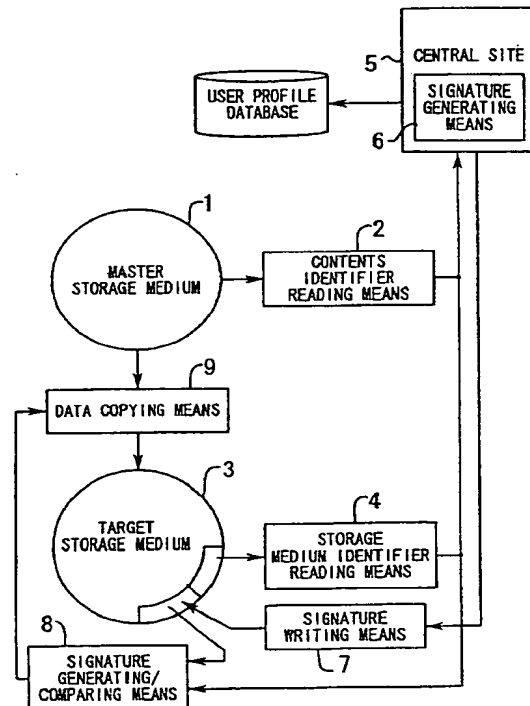 5
CENTRAL SITE
USER PROFILE
DATABASE
6
SIGNATURE
GENERATING
MEANS
1
MASTER
STORAGE MEDIUM
2
CONTENTS
IDENTIFIER
READING MEANS
9
DATA COPYING MEANS
3
TARGET
STORAGE MEDIUM
4
STORAGE
MEDIUM IDENTIFIER
READING MEANS
8
SIGNATURE
GENERATING/
COMPARING MEANS
SIGNATURE
WRITING MEANS
7